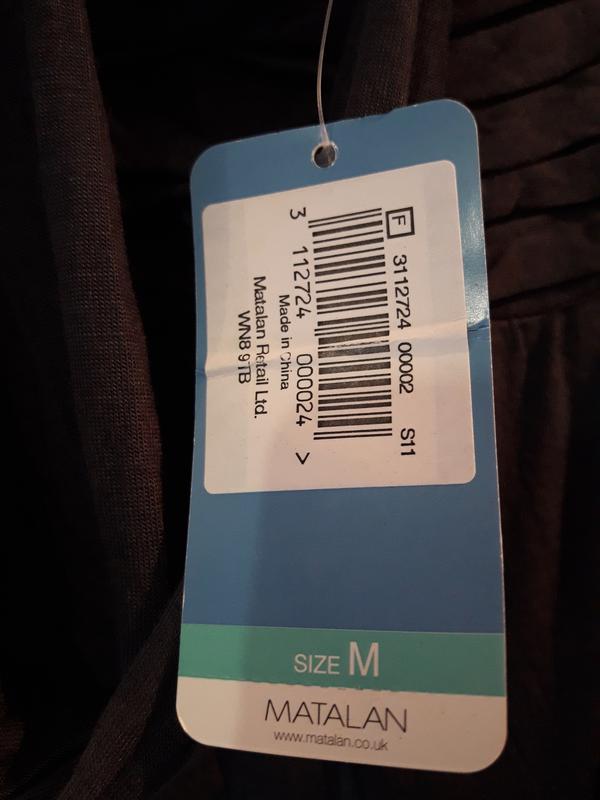 F 3112724 00002 S11
3 112724 000024 >
Made in China
Matalan Retail Ltd.
WN8 9TB
SIZE M
MATALAN
www.matalan.co.uk